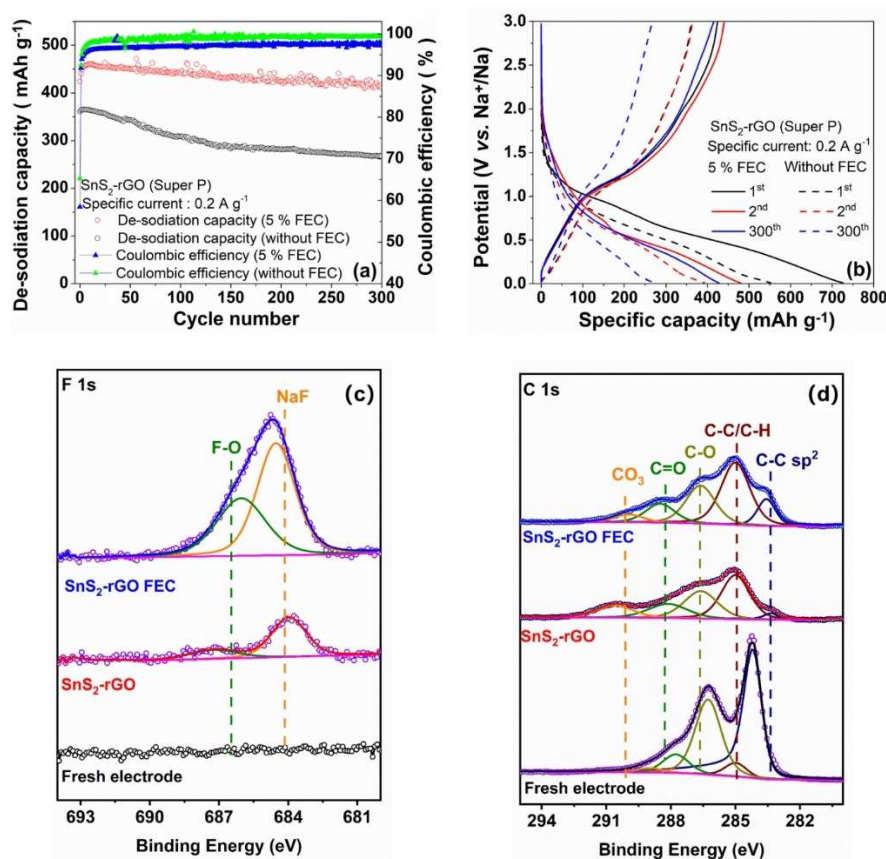 (a)
De-sodiation capacity ( mAh g⁻¹)
500
400
300
200
100
0
SnS₂-rGO (Super P)
Specific current : 0.2 A g⁻¹
De-sodiation capacity (5 % FEC)
De-sodiation capacity (without FEC)
Coulombic efficiency (5 % FEC)
Coulombic efficiency (without FEC)
100
90
80
70
60
50
40
Coulombic efficiency ( % )
0 50 100 150 200 250 300
Cycle number
(b)
Potential (V vs. Na⁺/Na)
3.0
2.5
2.0
1.5
1.0
0.5
0.0
SnS₂-rGO (Super P)
Specific current: 0.2 A g⁻¹
5 % FEC Without FEC
1ˢᵗ 1ˢᵗ
2ⁿᵈ 2ⁿᵈ
300ᵗʰ 300ᵗʰ
0 100 200 300 400 500 600 700 800
Specific capacity (mAh g⁻¹)
F 1s
(c)
NaF
F-O
SnS₂-rGO FEC
SnS₂-rGO
Fresh electrode
693 690 687 684 681
Binding Energy (eV)
C 1s
(d)
C-C/C-H
C-O
C=O
CO₃
C-C sp²
SnS₂-rGO FEC
SnS₂-rGO
Fresh electrode
294 291 288 285 282
Binding Energy (eV)